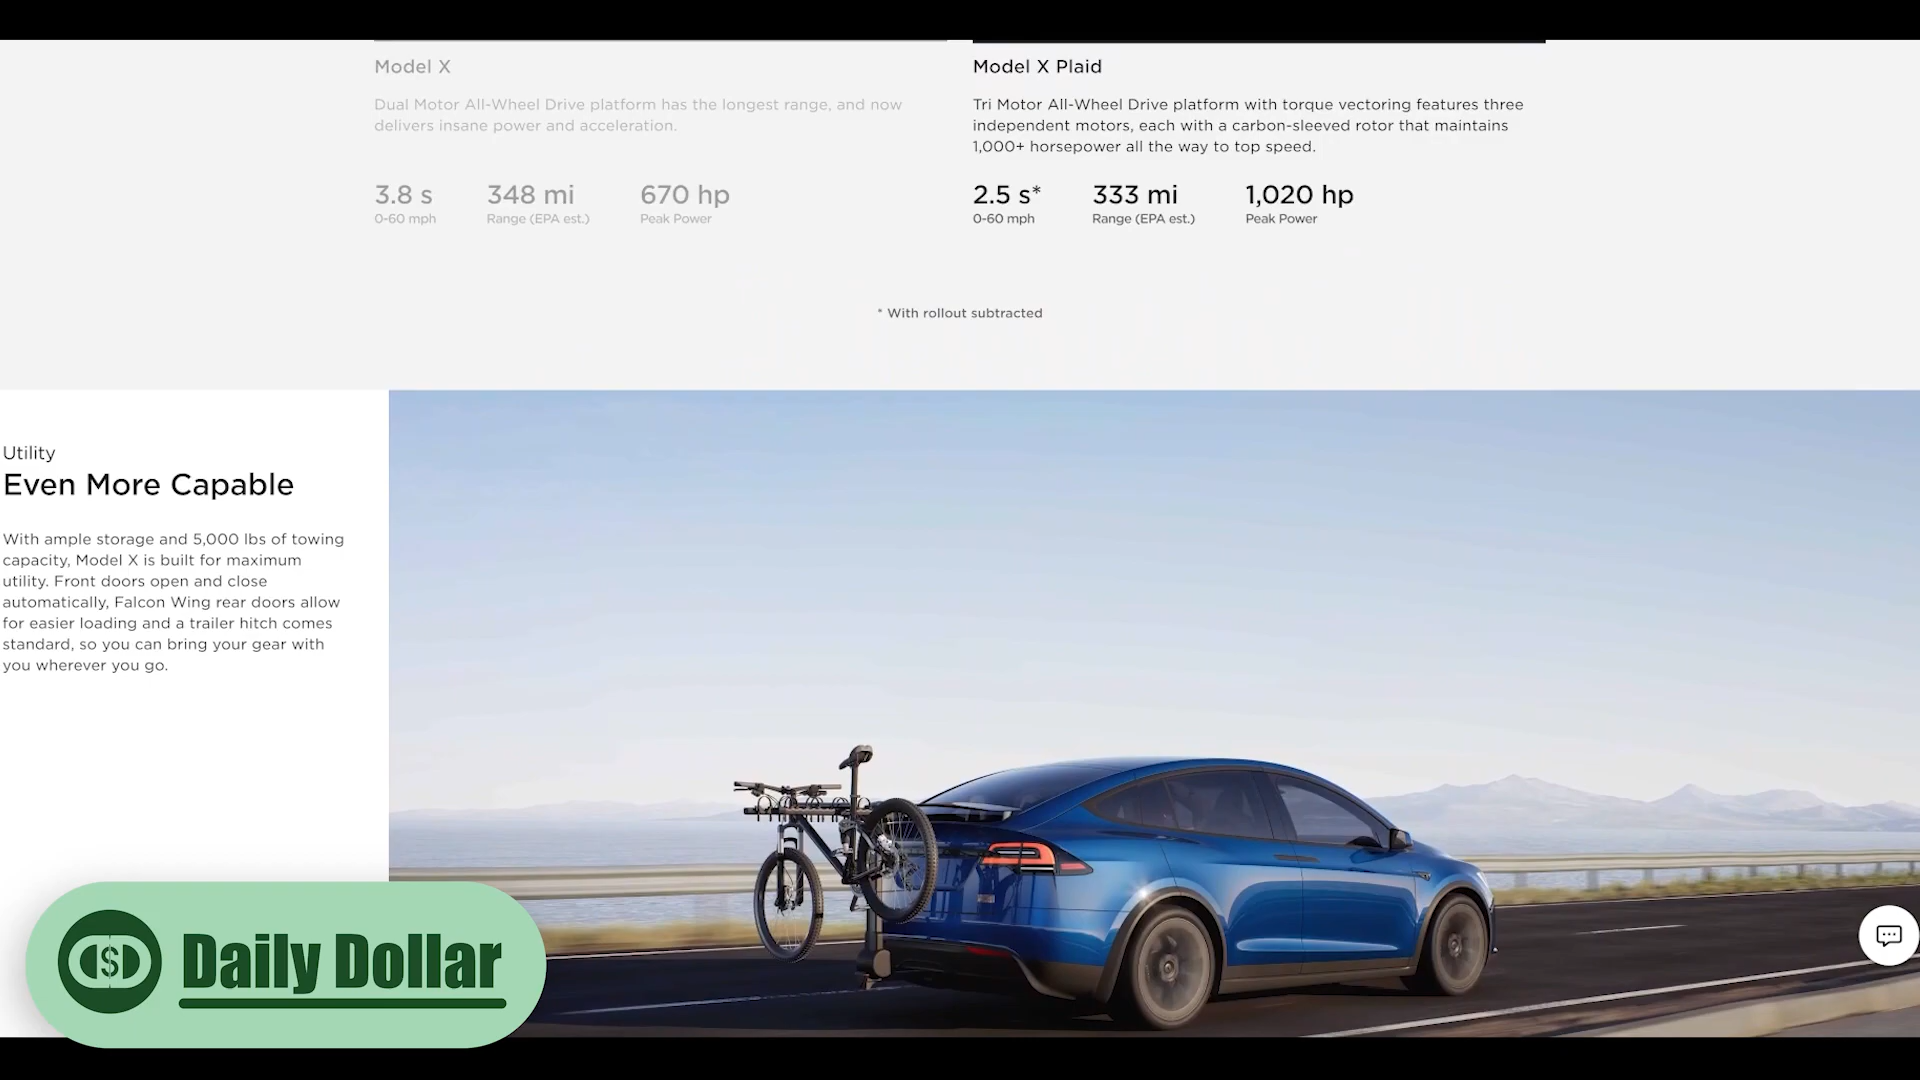 Model X
Dual Motor All-Wheel Drive platform has the longest range, and now
delivers insane power and acceleration.
3.8 s
0-60 mph
348 mi
Range (EPA est.)
670 hp
Peak Power
Model X Plaid
Tri Motor All-Wheel Drive platform with torque vectoring features three
independent motors, each with a carbon-sleeved rotor that maintains
1,000+ horsepower all the way to top speed.
2.5 s*
0-60 mph
333 mi
Range (EPA est.)
1,020 hp
Peak Power
* With rollout subtracted
Utility
Even More Capable
With ample storage and 5,000 lbs of towing
capacity, Model X is built for maximum
utility. Front doors open and close
automatically, Falcon Wing rear doors allow
for easier loading and a trailer hitch comes
standard, so you can bring your gear with
you wherever you go.
$
Daily Dollar